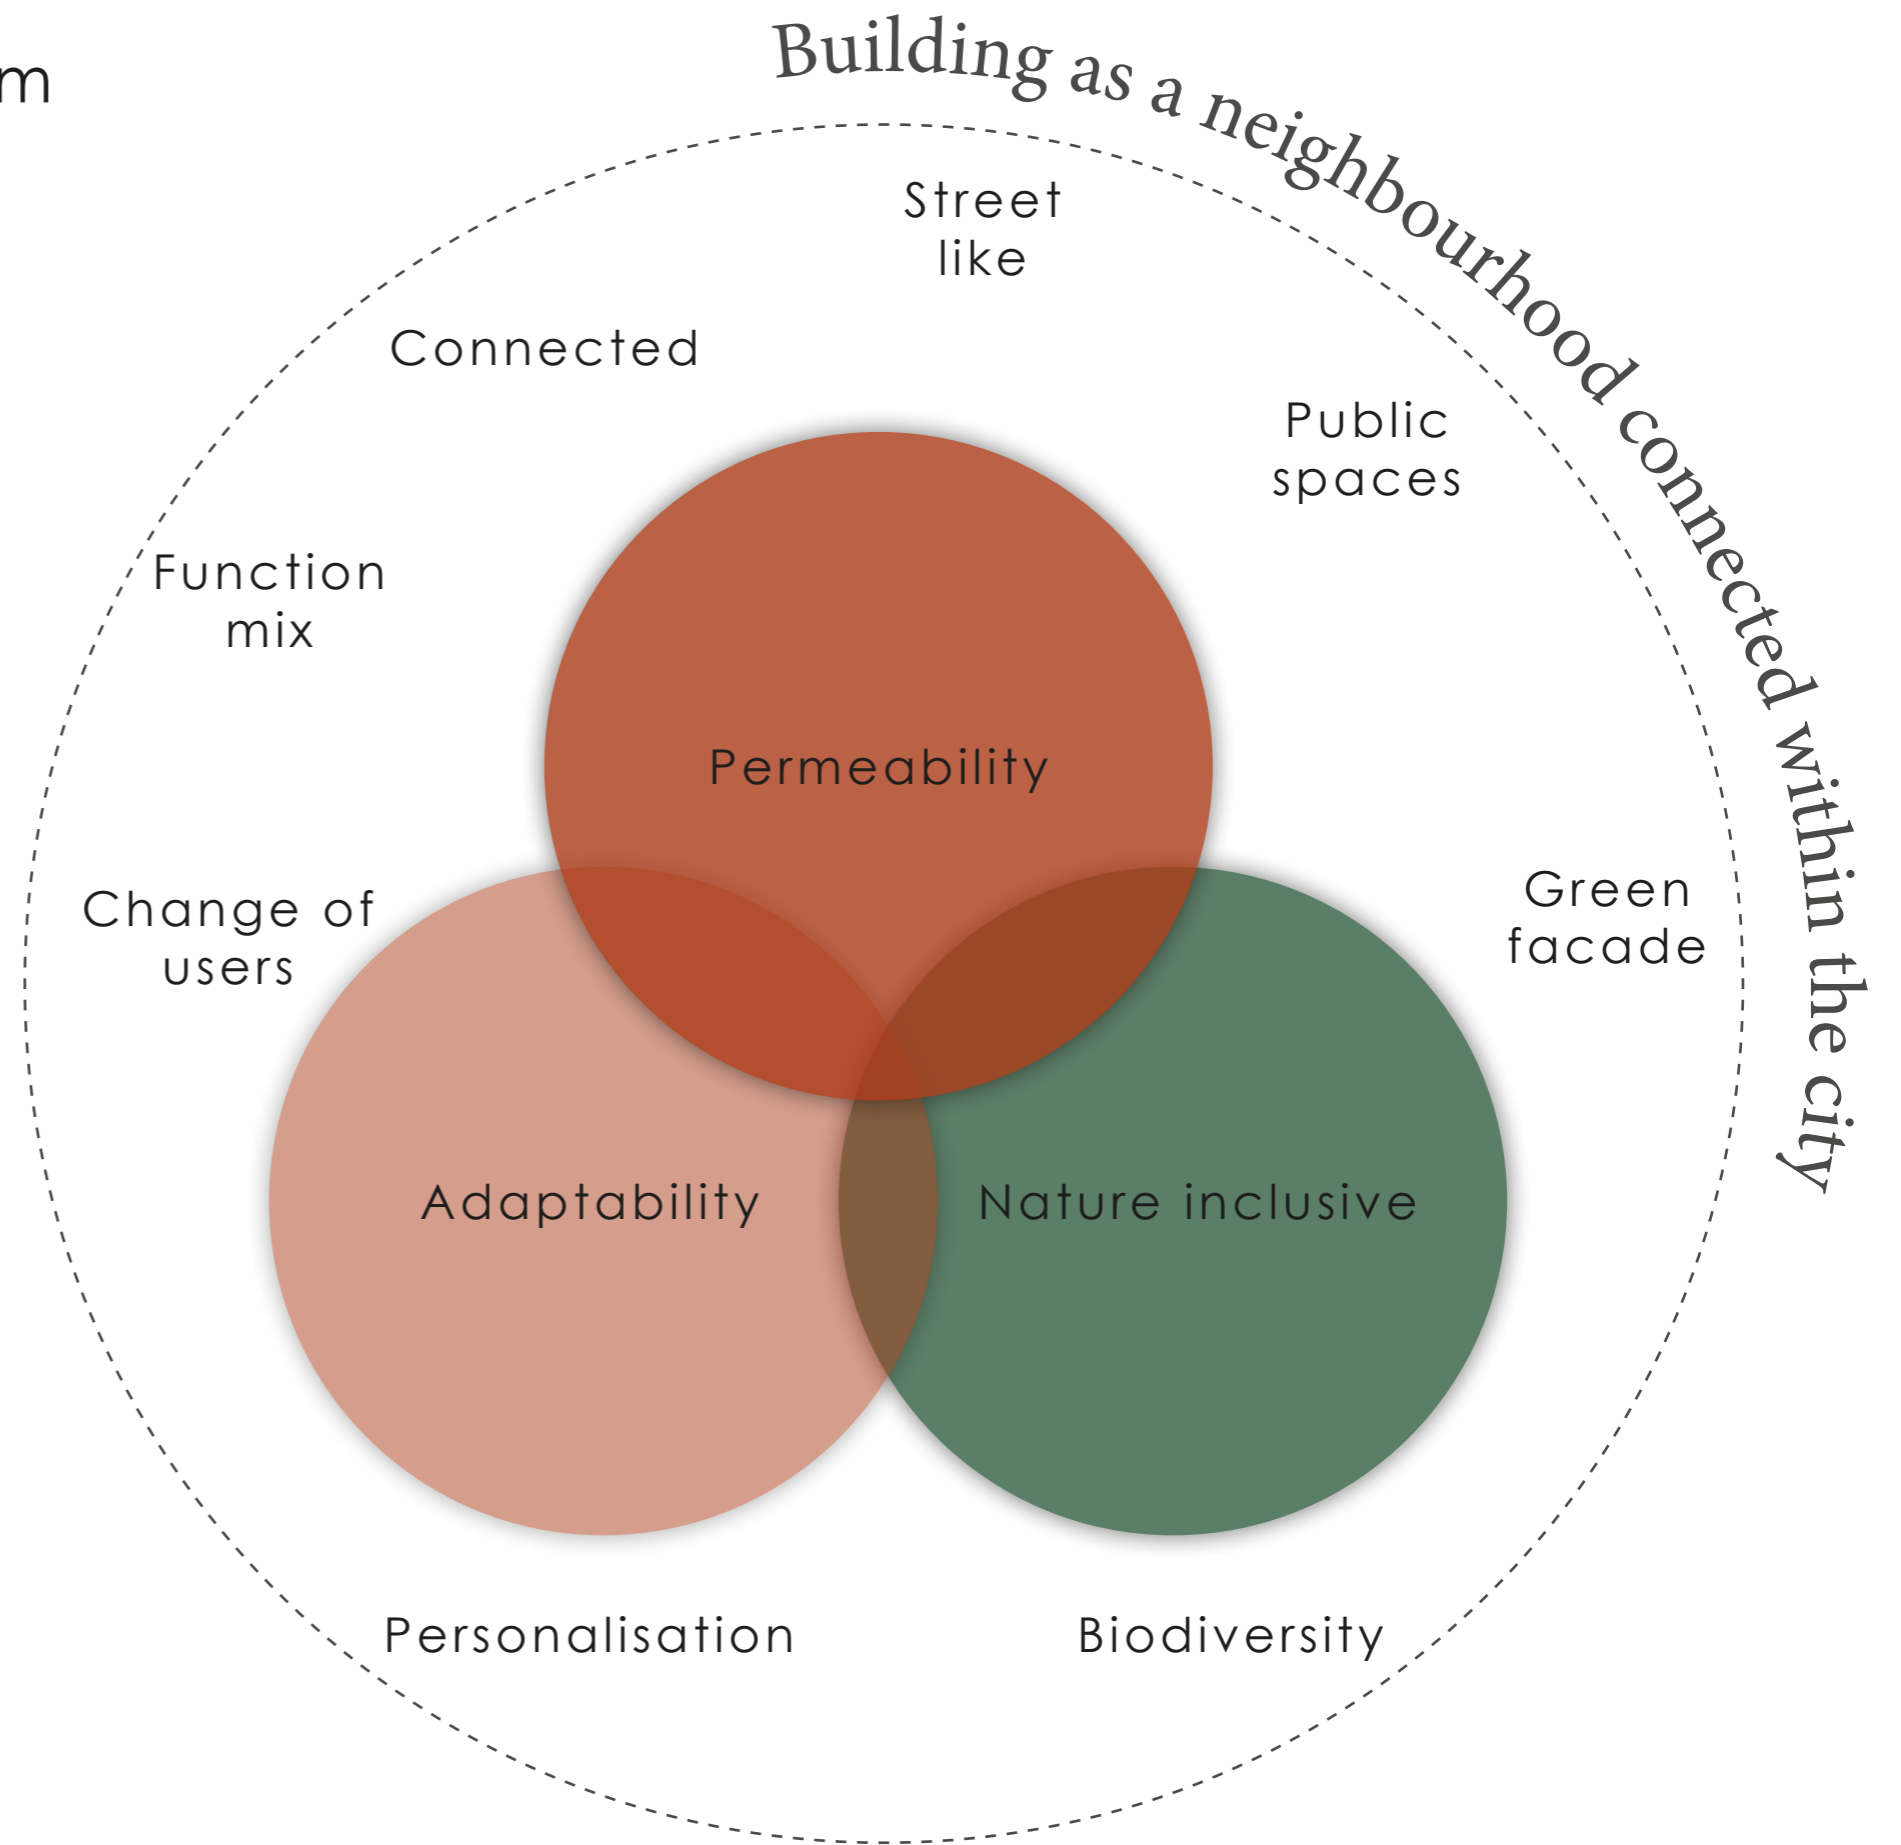 m
Building as a neighbourhood connected within the city
Street
like
Connected
Public
spaces
Function
mix
Permeability
Change of
users
Green
facade
Adaptability
Nature inclusive
Personalisation
Biodiversity